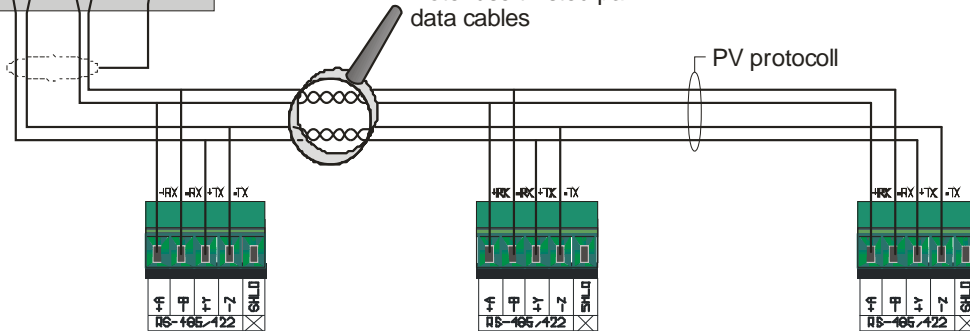 data cables
PV protocoll
+RX -RX +TX -TX
+RX -RX +TX -TX
+RX -RX +TX -TX
+A -B +Y -Z SHLD
RS-485/422
+A -B +Y -Z SHLD
RS-485/422
+A -B +Y -Z SHLD
RS-485/422